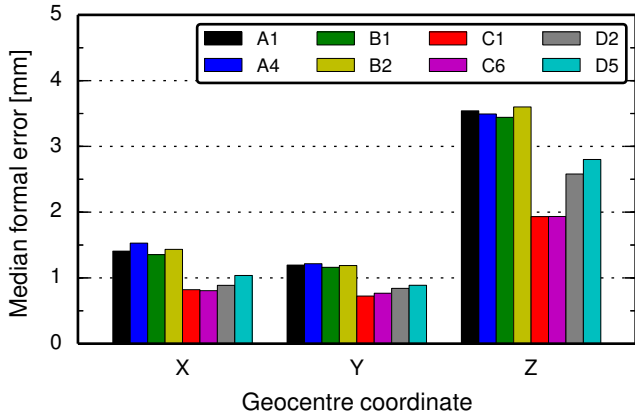 5
4
3
2
1
0
Median formal error [mm]
A1 B1 C1 D2
A4 B2 C6 D5
X Y Z
Geocentre coordinate